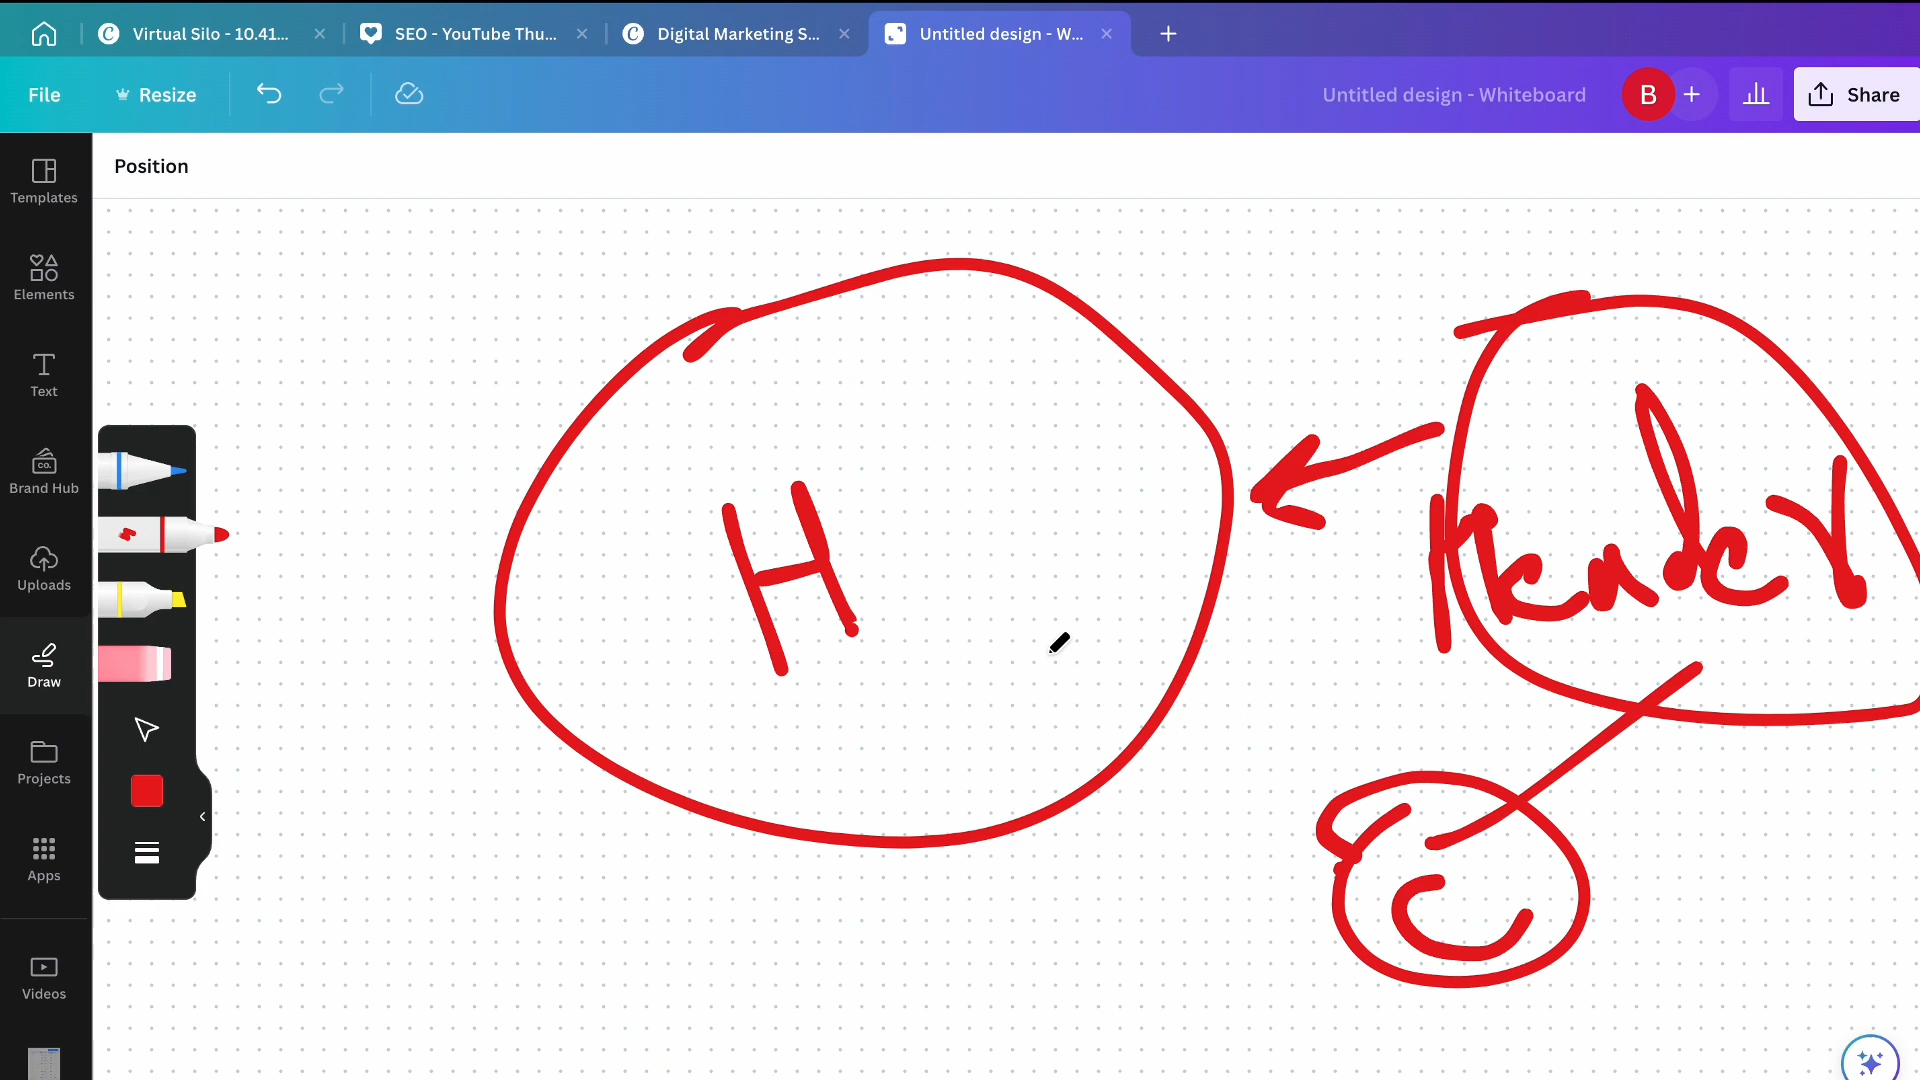 Virtual Silo - 10.41...
SEO - YouTube Thu...
Digital Marketing S...
Untitled design - W...
File
Resize
Untitled design - Whiteboard
B
Share
Position
Templates
Elements
Text
CO.
Brand Hub
Uploads
Draw
Projects
Apps
Videos
H
C